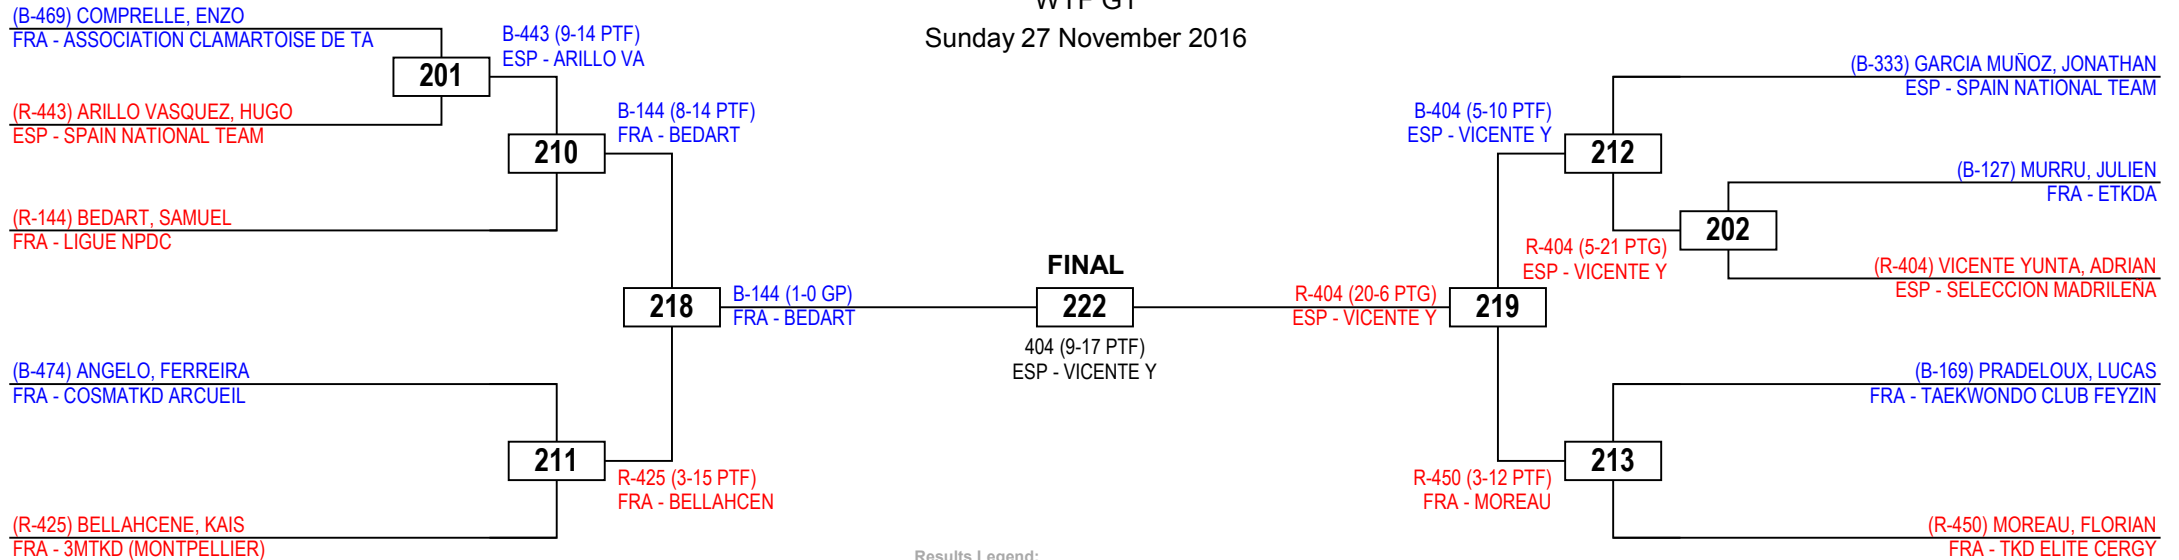 WTF G1
Sunday 27 November 2016
(B-469) COMPRELLE, ENZO
FRA - ASSOCIATION CLAMARTOISE DE TA
201
(R-443) ARILLO VASQUEZ, HUGO
ESP - SPAIN NATIONAL TEAM
B-443 (9-14 PTF)
ESP - ARILLO VA
210
(R-144) BEDART, SAMUEL
FRA - LIGUE NPDC
B-144 (8-14 PTF)
FRA - BEDART
218
B-144 (1-0 GP)
FRA - BEDART
(B-474) ANGELO, FERREIRA
FRA - COSMATKD ARCUEIL
211
(R-425) BELLAHCENE, KAIS
FRA - 3MTKD (MONTPELLIER)
R-425 (3-15 PTF)
FRA - BELLAHCEN
FINAL
222
404 (9-17 PTF)
ESP - VICENTE Y
R-404 (20-6 PTG)
ESP - VICENTE Y
219
B-404 (5-10 PTF)
ESP - VICENTE Y
212
(B-333) GARCIA MUÑOZ, JONATHAN
ESP - SPAIN NATIONAL TEAM
(B-127) MURRU, JULIEN
FRA - ETKDA
202
R-404 (5-21 PTG)
ESP - VICENTE Y
(R-404) VICENTE YUNTA, ADRIAN
ESP - SELECCION MADRILEÑA
(B-169) PRADELOUX, LUCAS
FRA - TAEKWONDO CLUB FEYZIN
213
R-450 (3-12 PTF)
FRA - MOREAU
(R-450) MOREAU, FLORIAN
FRA - TKD ELITE CERGY
Results Legend: